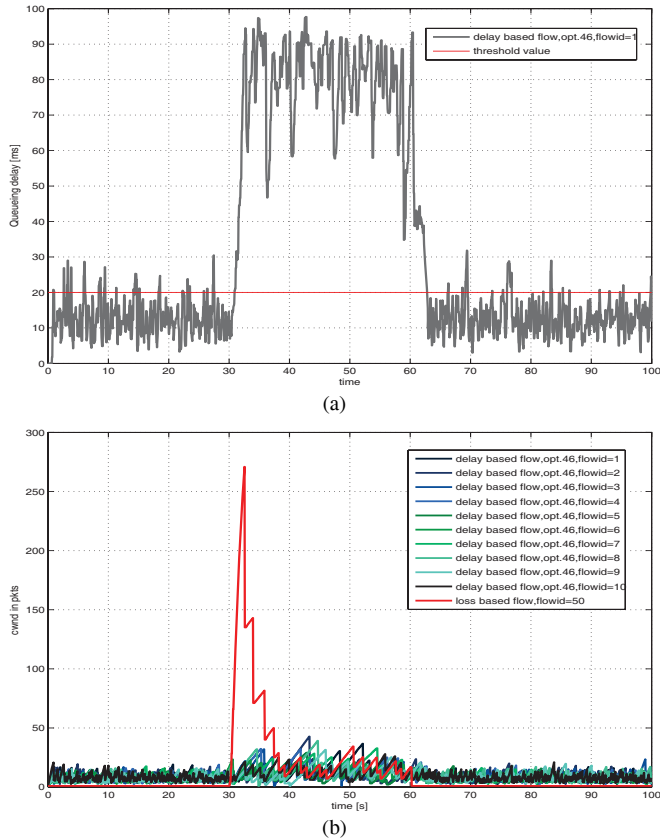 100
90
80
70
60
50
40
30
20
10
0
Queueing delay [ms]
delay based flow,opt.46,flowid=1
threshold value
0 10 20 30 40 50 60 70 80 90 100
time
(a)
300
250
200
150
100
50
0
cwnd in pkts
delay based flow,opt.46,flowid=1
delay based flow,opt.46,flowid=2
delay based flow,opt.46,flowid=3
delay based flow,opt.46,flowid=4
delay based flow,opt.46,flowid=5
delay based flow,opt.46,flowid=6
delay based flow,opt.46,flowid=7
delay based flow,opt.46,flowid=8
delay based flow,opt.46,flowid=9
delay based flow,opt.46,flowid=10
loss based flow,flowid=50
0 10 20 30 40 50 60 70 80 90 100
time [s]
(b)